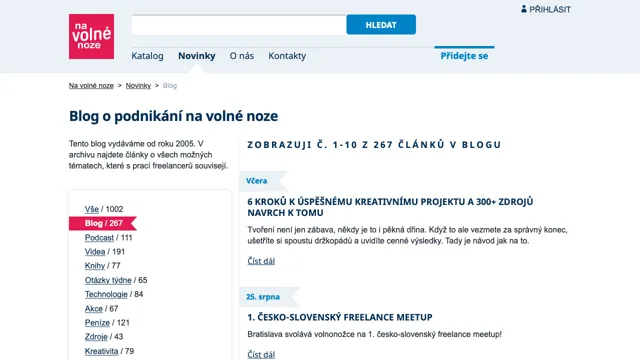 PŘIHLÁSIT
na
volné
noze
HLEDAT
Katalog
Novinky
O nás
Kontakty
Přidejte se
Na volné noze > Novinky > Blog
Blog o podnikání na volné noze
Tento blog vydáváme od roku 2005. V
archivu najdete články o všech možných
tématech, které s prací freelancerů souvisejí.
Vše / 1002
Blog / 267
Podcast / 111
Videa / 191
Knihy / 77
Otázky týdne / 65
Technologie / 84
Akce / 67
Peníze / 121
Zdroje / 43
Kreativita / 79
ZOBRAZUJI Č. 1-10 Z 267 ČLÁNKŮ V BLOGU
Včera
6 KROKŮ K ÚSPĚŠNÉMU KREATIVNÍMU PROJEKTU A 300+ ZDROJŮ
NAVRCH K TOMU
Tvoření není jen zábava, někdy je to i pěkná dřina. Když to ale vezmete za správný konec,
ušetříte si spoustu držkopádů a uvidíte cenné výsledky. Tady je návod jak na to.
Číst dál
25. srpna
1. ČESKO-SLOVENSKÝ FREELANCE MEETUP
Bratislava svolává volnonožce na 1. česko-slovenský freelance meetup!
Číst dál